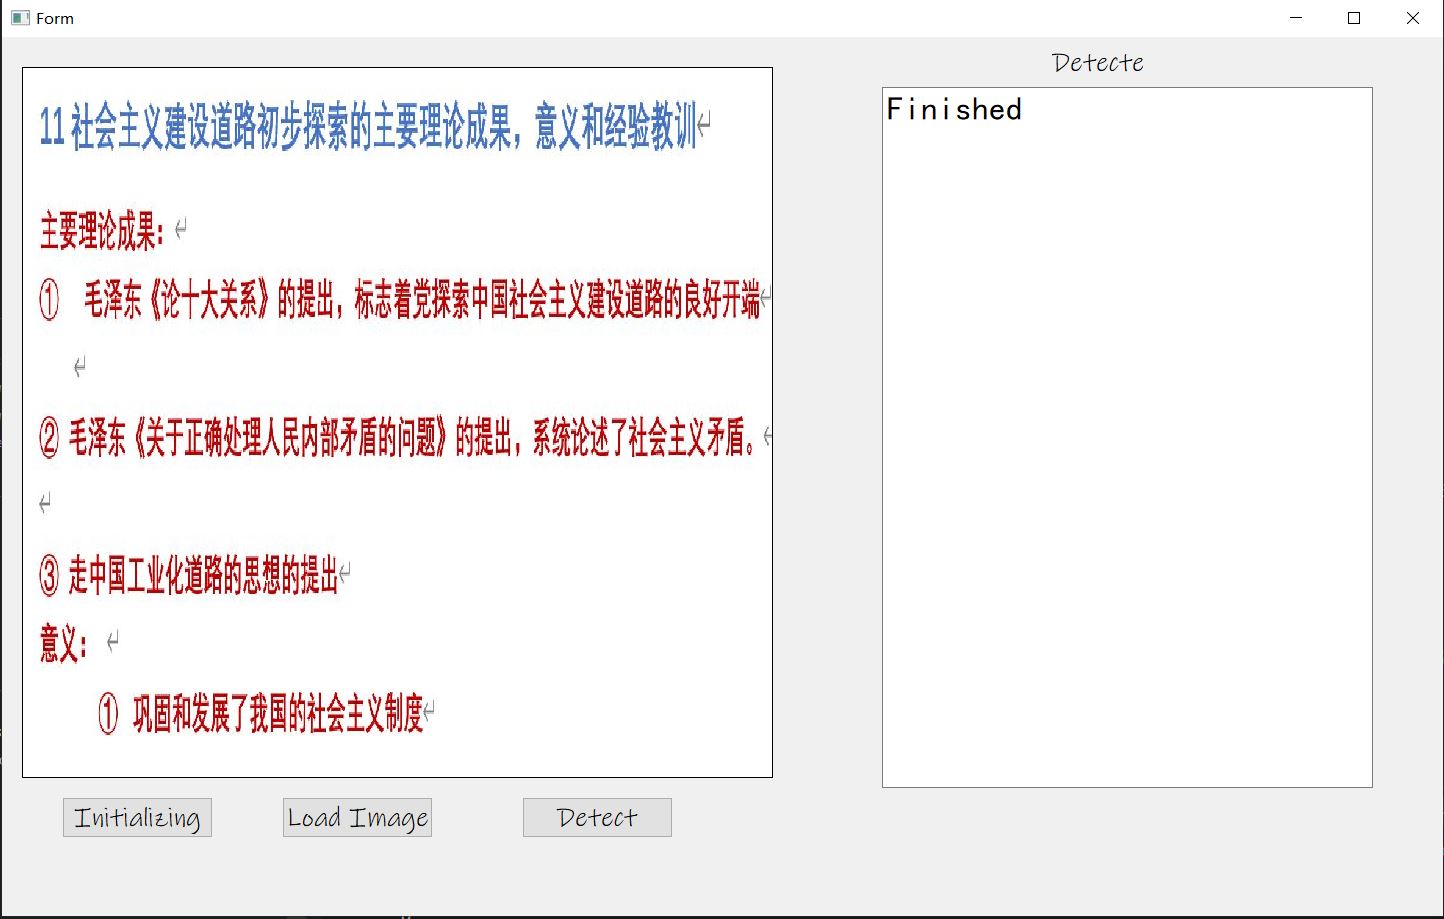 Form
11 社会主义建设道路初步探索的主要理论成果，意义和经验教训↵
主要理论成果：↵
① 毛泽东《论十大关系》的提出，标志着党探索中国社会主义建设道路的良好开端↵
↵
② 毛泽东《关于正确处理人民内部矛盾的问题》的提出，系统论述了社会主义矛盾。↵
↵
③ 走中国工业化道路的思想的提出↵
意义：↵
① 巩固和发展了我国的社会主义制度↵
Initializing
Load Image
Detect
Detecte
Finished